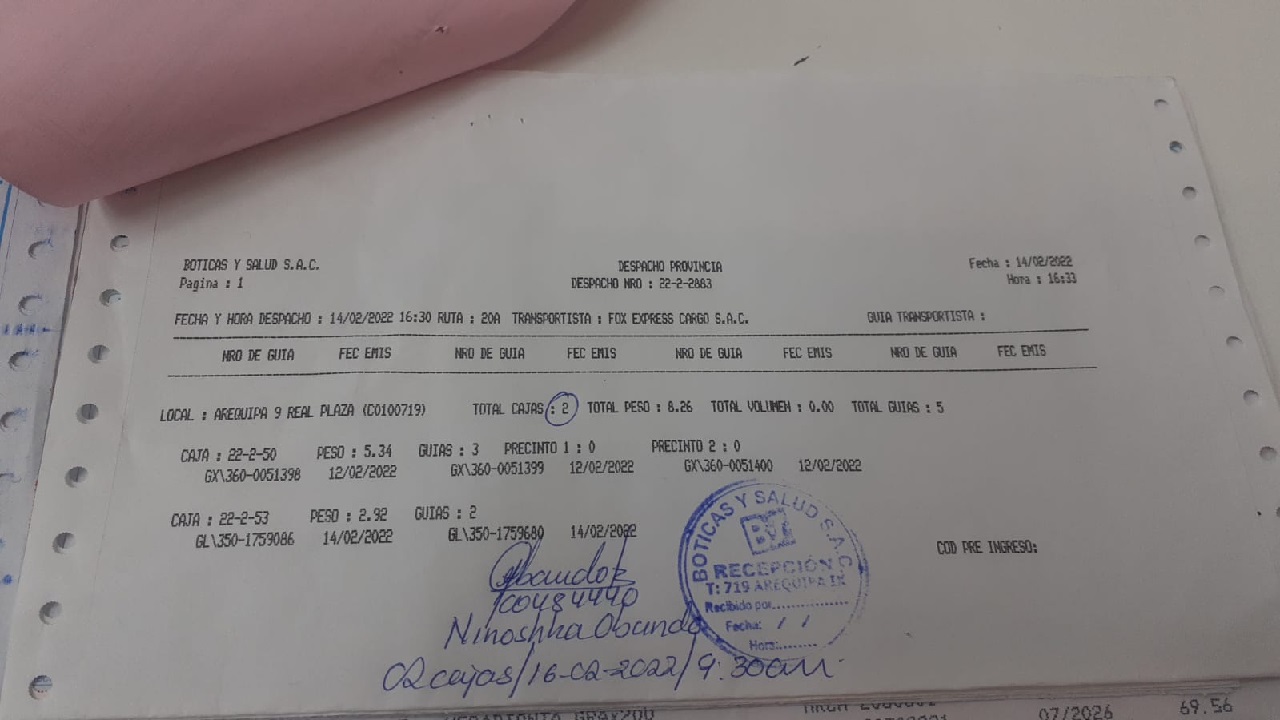 BOTICAS Y SALUD S.A.C.
Pagina : 1
DESPACHO PROVINCIA
DESPACHO NRO : 22-2-2883
Fecha : 14/02/2022
Hora : 16:33
FECHA Y HORA DESPACHO : 14/02/2022 16:30 RUTA : 20A TRANSPORTISTA : FOX EXPRESS CARGO S.A.C. GUIA TRANSPORTISTA :
NRO DE GUIA FEC EMIS NRO DE GUIA FEC EMIS NRO DE GUIA FEC EMIS NRO DE GUIA FEC EMIS
LOCAL : AREQUIPA 9 REAL PLAZA (C0100719) TOTAL CAJAS : 2 TOTAL PESO : 8.26 TOTAL VOLUMEN : 0.00 TOTAL GUIAS : 5
CAJA : 22-2-50 PESO : 5.34 GUIAS : 3 PRECINTO 1 : 0 PRECINTO 2 : 0
GX\360-0051398 12/02/2022 GX\360-0051399 12/02/2022 GX\360-0051400 12/02/2022
CAJA : 22-2-53 PESO : 2.92 GUIAS : 2
GL\350-1759086 14/02/2022 GL\350-1759680 14/02/2022
COD PRE INGRESO:
BOTICAS Y SALUD S.A.C.
RECEPCIÓN
T: 719 AREQUIPA IX
Recibido por...............
Fecha: / /
Hora:.........
Ninoshka Obando
02 cajas/16-02-2022/9:30am.
07/2026 69.56